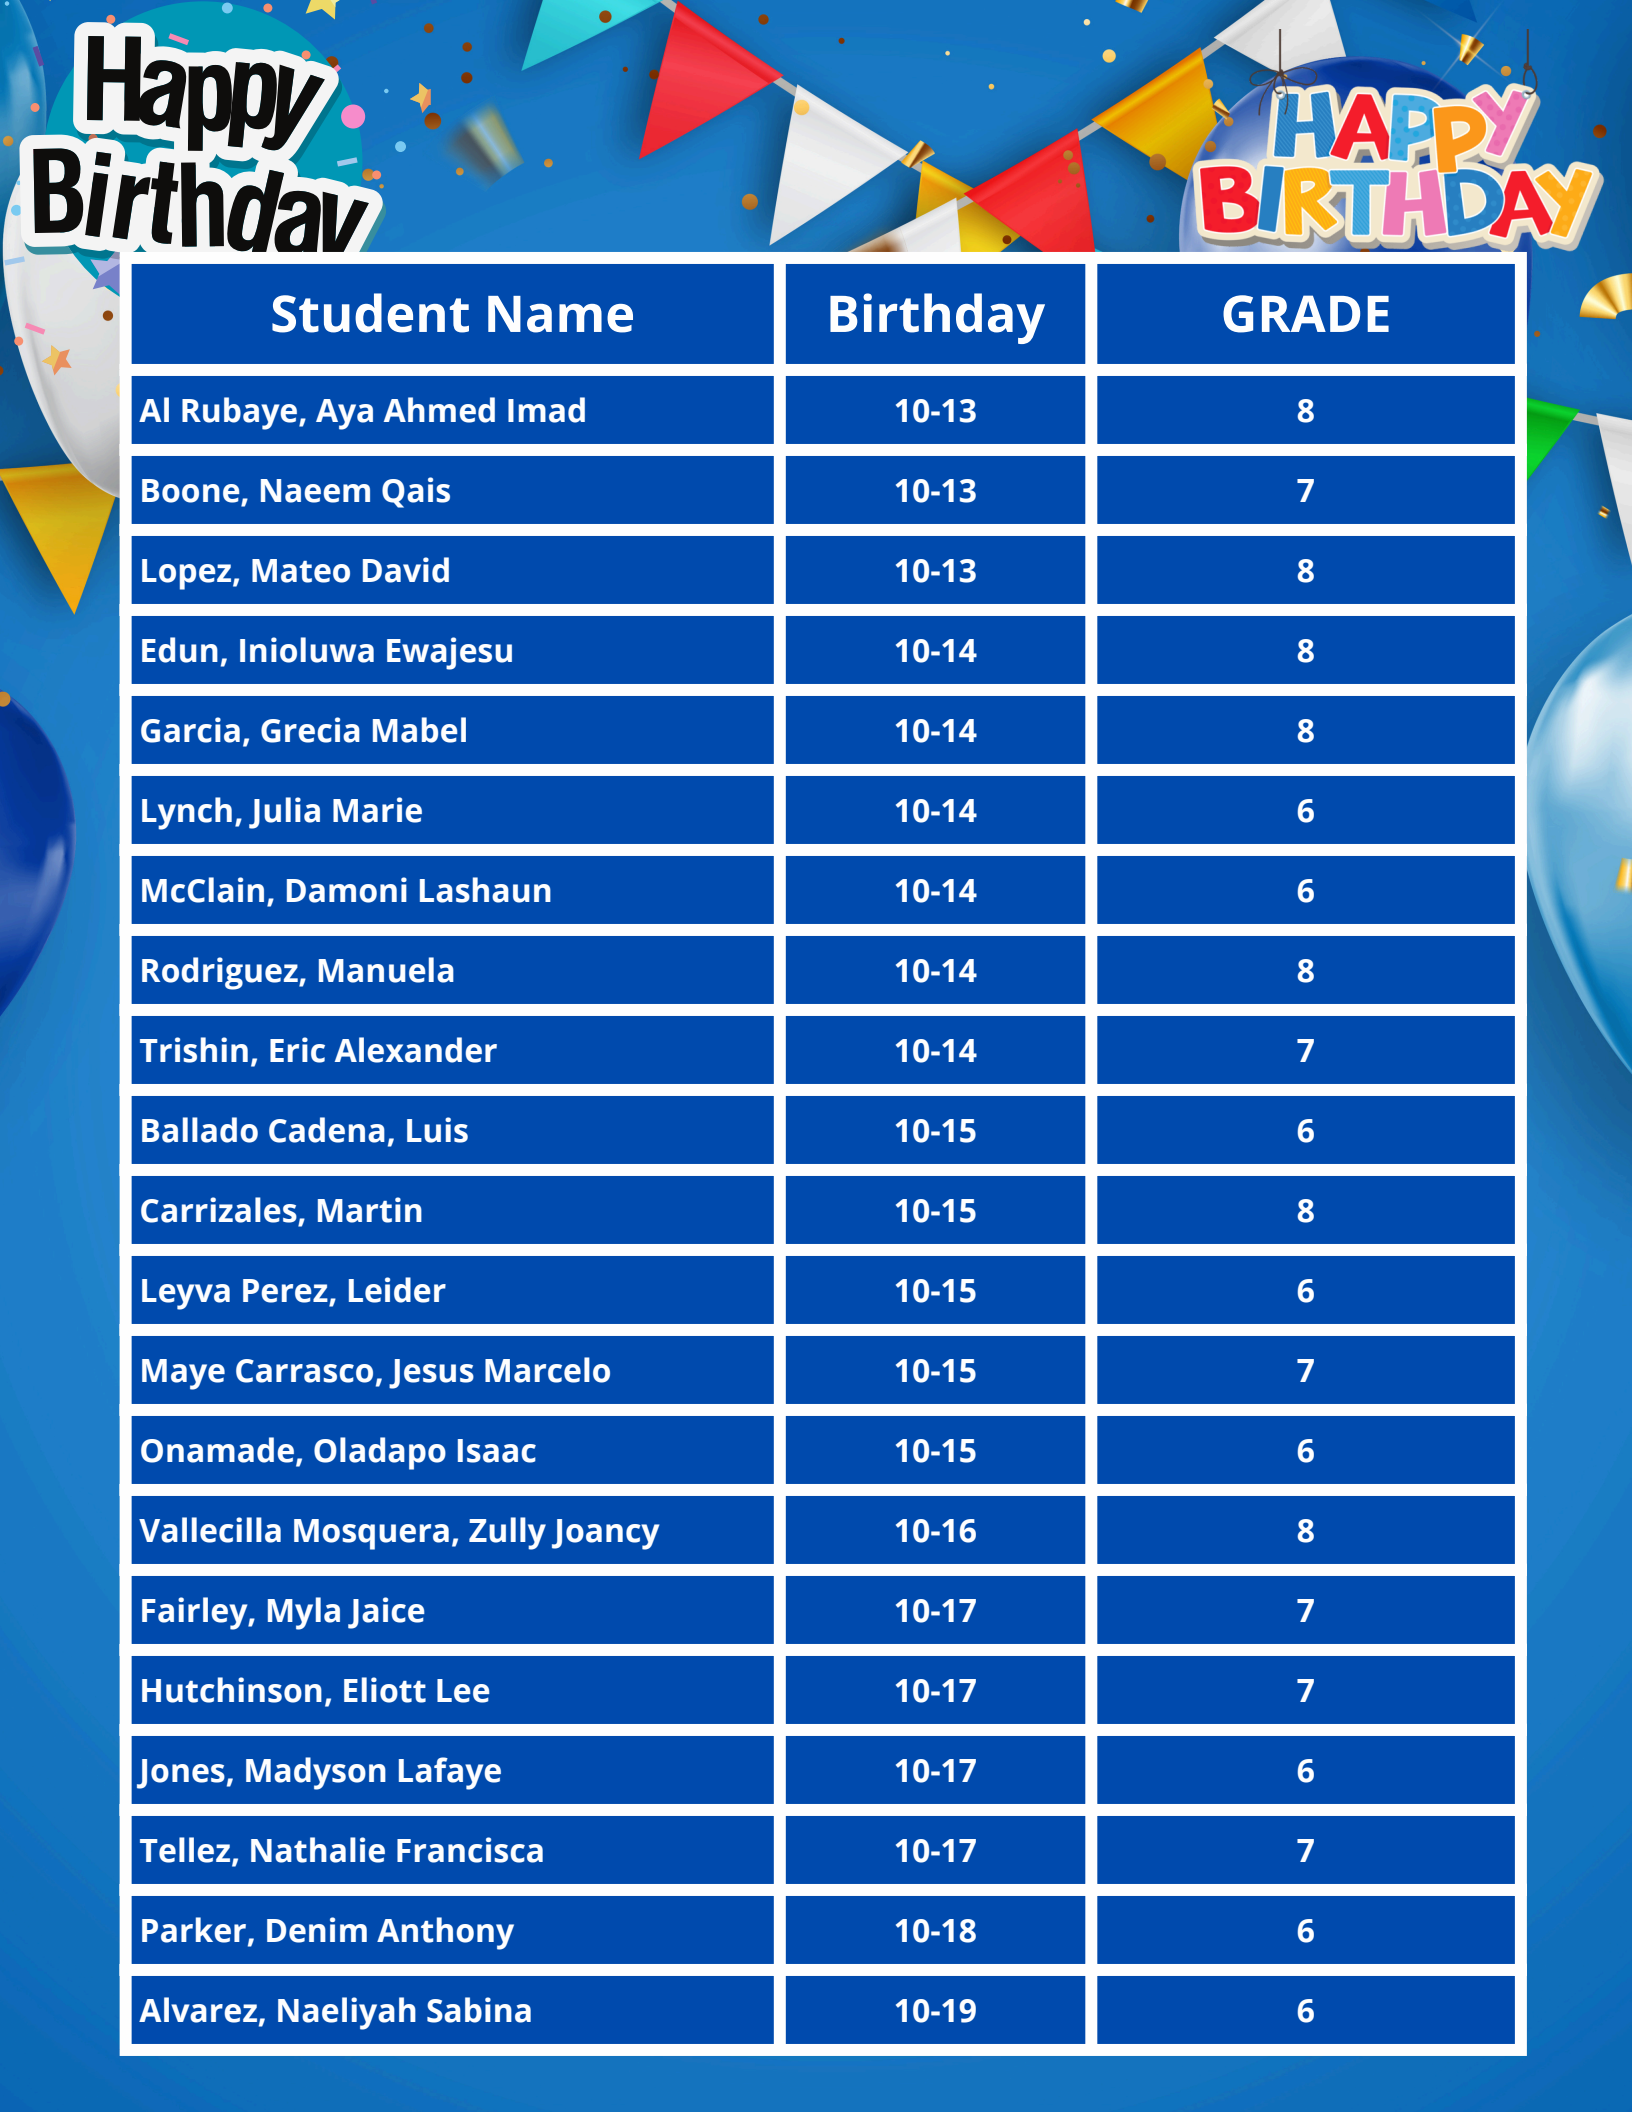 Happy
Birthday
HAPPY
BIRTHDAY
Student Name Birthday GRADE
Al Rubaye, Aya Ahmed Imad 10-13 8
Boone, Naeem Qais 10-13 7
Lopez, Mateo David 10-13 8
Edun, Inioluwa Ewajesu 10-14 8
Garcia, Grecia Mabel 10-14 8
Lynch, Julia Marie 10-14 6
McClain, Damoni Lashaun 10-14 6
Rodriguez, Manuela 10-14 8
Trishin, Eric Alexander 10-14 7
Ballado Cadena, Luis 10-15 6
Carrizales, Martin 10-15 8
Leyva Perez, Leider 10-15 6
Maye Carrasco, Jesus Marcelo 10-15 7
Onamade, Oladapo Isaac 10-15 6
Vallecilla Mosquera, Zully Joancy 10-16 8
Fairley, Myla Jaice 10-17 7
Hutchinson, Eliott Lee 10-17 7
Jones, Madyson Lafaye 10-17 6
Tellez, Nathalie Francisca 10-17 7
Parker, Denim Anthony 10-18 6
Alvarez, Naeliyah Sabina 10-19 6